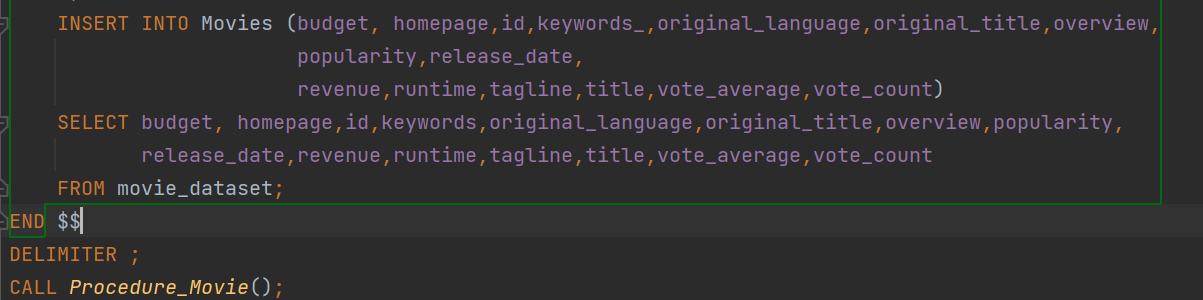 INSERT INTO Movies (budget, homepage,id,keywords_,original_language,original_title,overview,
popularity,release_date,
revenue,runtime,tagline,title,vote_average,vote_count)
SELECT budget, homepage,id,keywords,original_language,original_title,overview,popularity,
release_date,revenue,runtime,tagline,title,vote_average,vote_count
FROM movie_dataset;
END $$
DELIMITER ;
CALL Procedure_Movie();